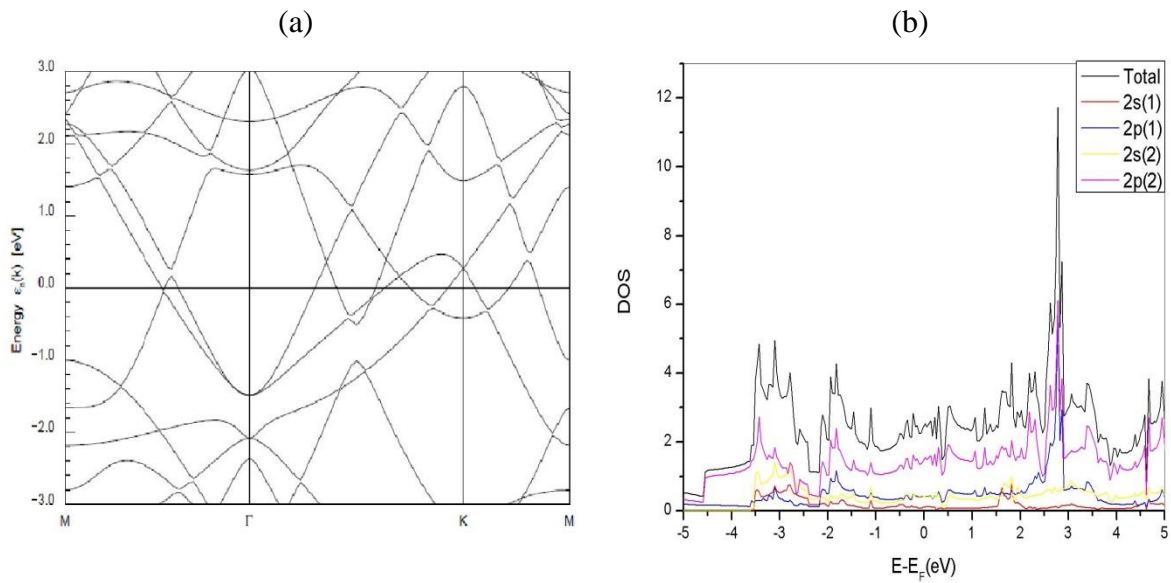 (a)
(b)
3.0
2.0
1.0
0.0
-1.0
-2.0
-3.0
Energy εn(k) [eV]
M
Γ
K
M
12
10
8
6
4
2
0
DOS
-5
-4
-3
-2
-1
0
1
2
3
4
5
E-EF(eV)
Total
2s(1)
2p(1)
2s(2)
2p(2)